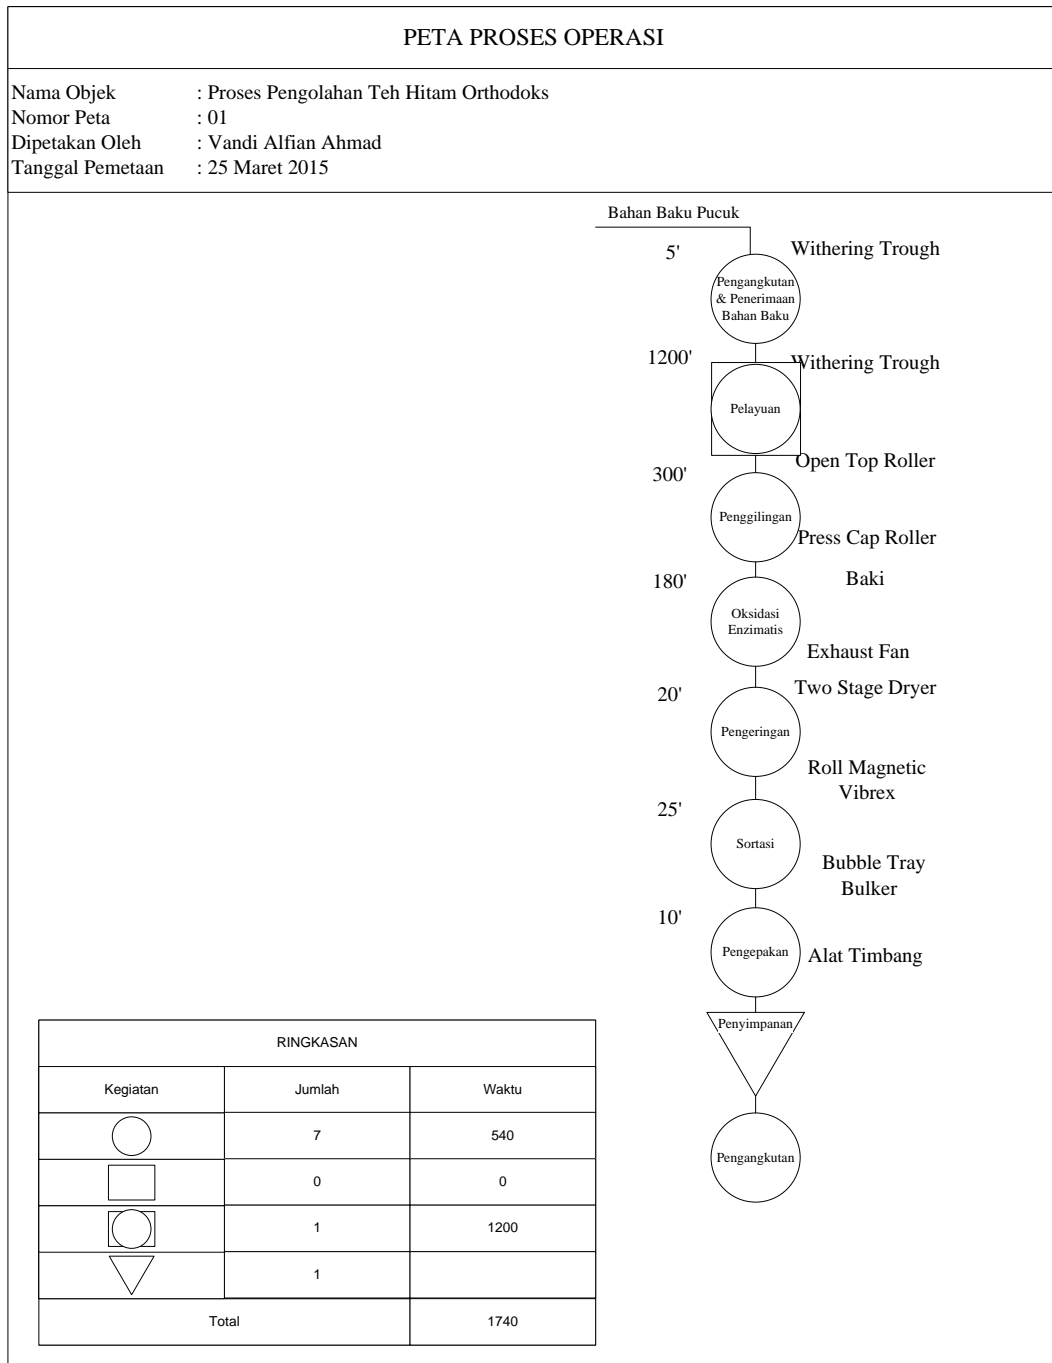 PETA PROSES OPERASI
Nama Objek : Proses Pengolahan Teh Hitam Orthodoks
Nomor Peta : 01
Dipetakan Oleh : Vandi Alfian Ahmad
Tanggal Pemetaan : 25 Maret 2015
Bahan Baku Pucuk
5'
Withering Trough
Pengangkutan
& Penerimaan
Bahan Baku
1200'
Withering Trough
Pelayuan
Open Top Roller
300'
Penggilingan
Press Cap Roller
180'
Baki
Oksidasi
Enzimatis
Exhaust Fan
20'
Two Stage Dryer
Pengeringan
Roll Magnetic
Vibrex
25'
Sortasi
Bubble Tray
Bulker
10'
Pengepakan
Alat Timbang
Penyimpanan
Pengangkutan
RINGKASAN
Kegiatan Jumlah Waktu
7 540
0 0
1 1200
1
Total 1740